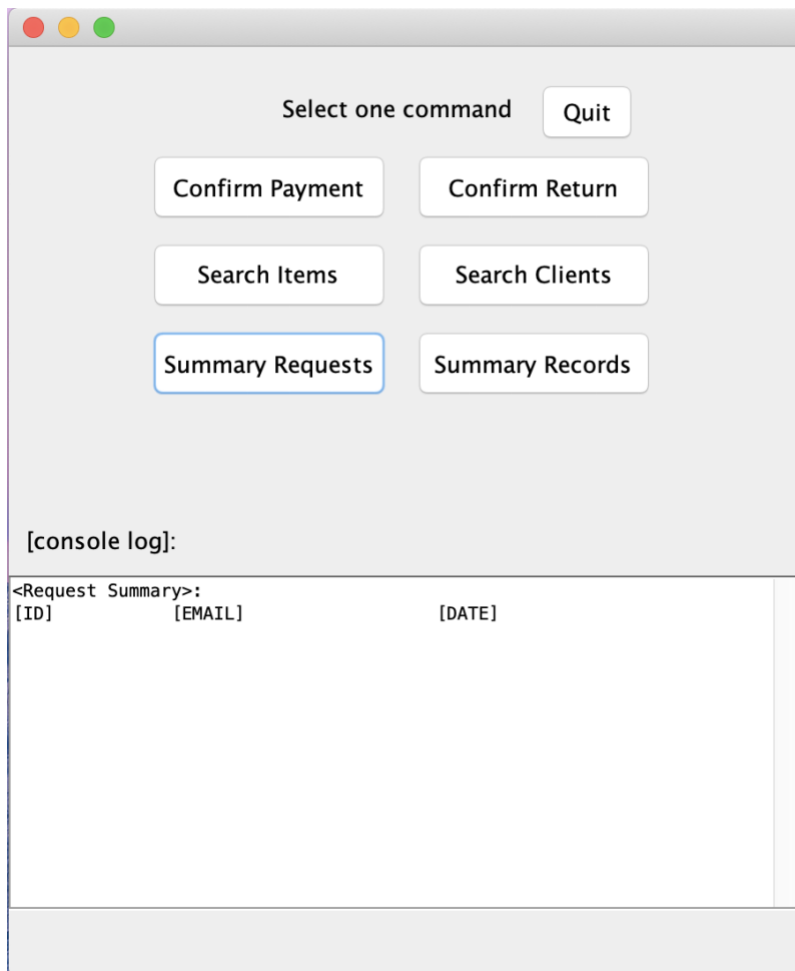 Select one command Quit
Confirm Payment Confirm Return
Search Items Search Clients
Summary Requests Summary Records
[console log]:
<Request Summary>:
[ID] [EMAIL] [DATE]